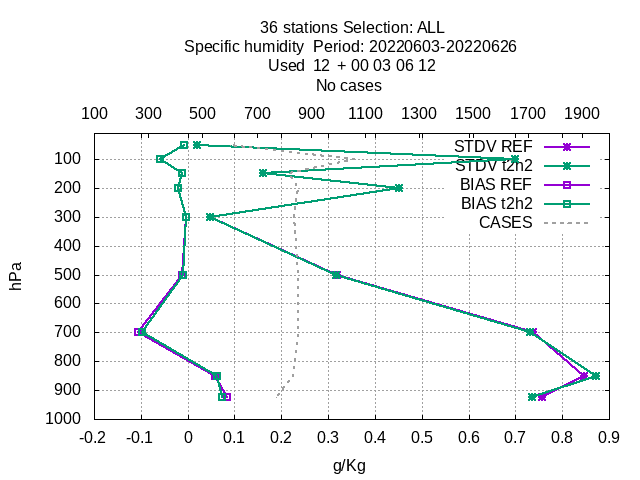 36 stations Selection: ALL
Specific humidity  Period: 20220603-20220626
Used  12  + 00 03 06 12
No cases
100 300 500 700 900 1100 1300 1500 1700 1900
STDV REF
100
STDV t2h2
BIAS REF
200
BIAS t2h2
300
CASES
400
hPa
500
600
700
800
900
1000
-0.2 -0.1 0 0.1 0.2 0.3 0.4 0.5 0.6 0.7 0.8 0.9
g/Kg